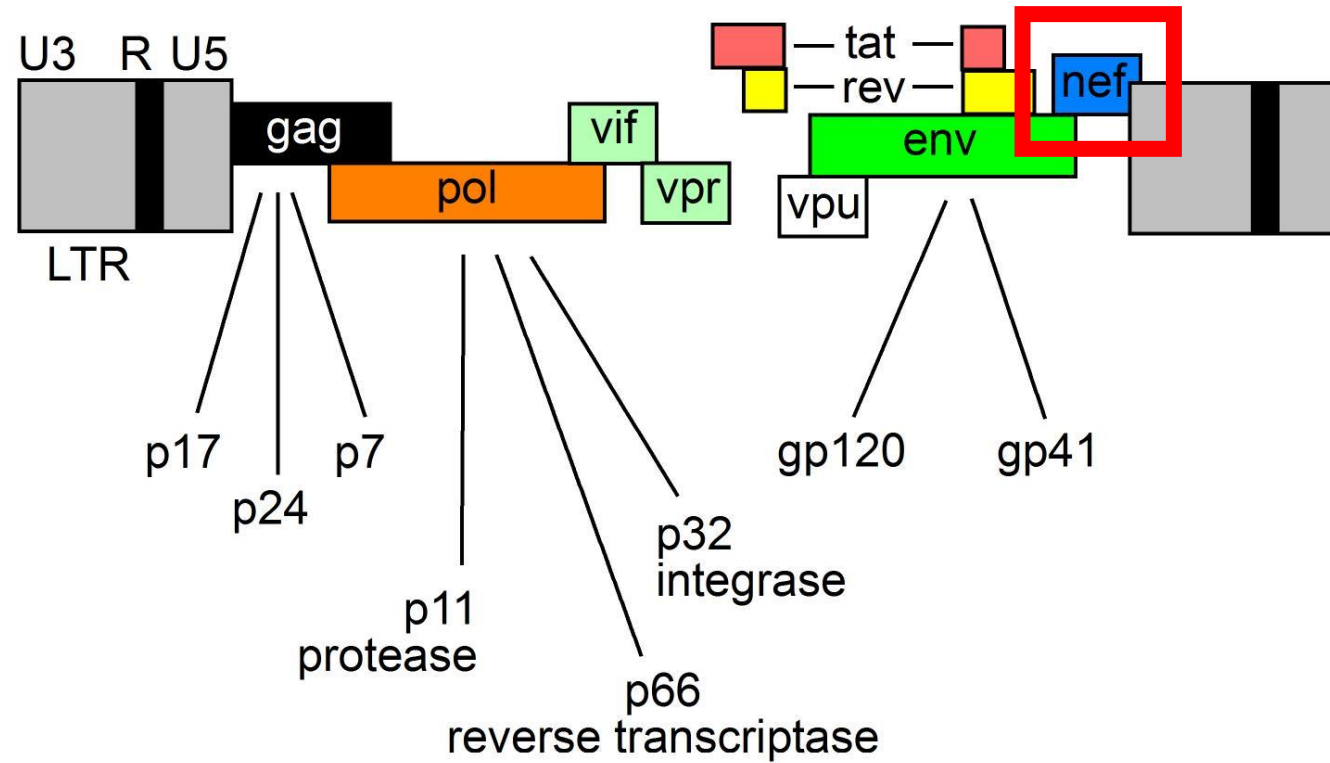 U3 R U5
LTR
gag
pol
vif
vpr
tat
rev
env
vpu
nef
p17
p24
p7
p11
protease
p66
reverse transcriptase
p32
integrase
gp120
gp41